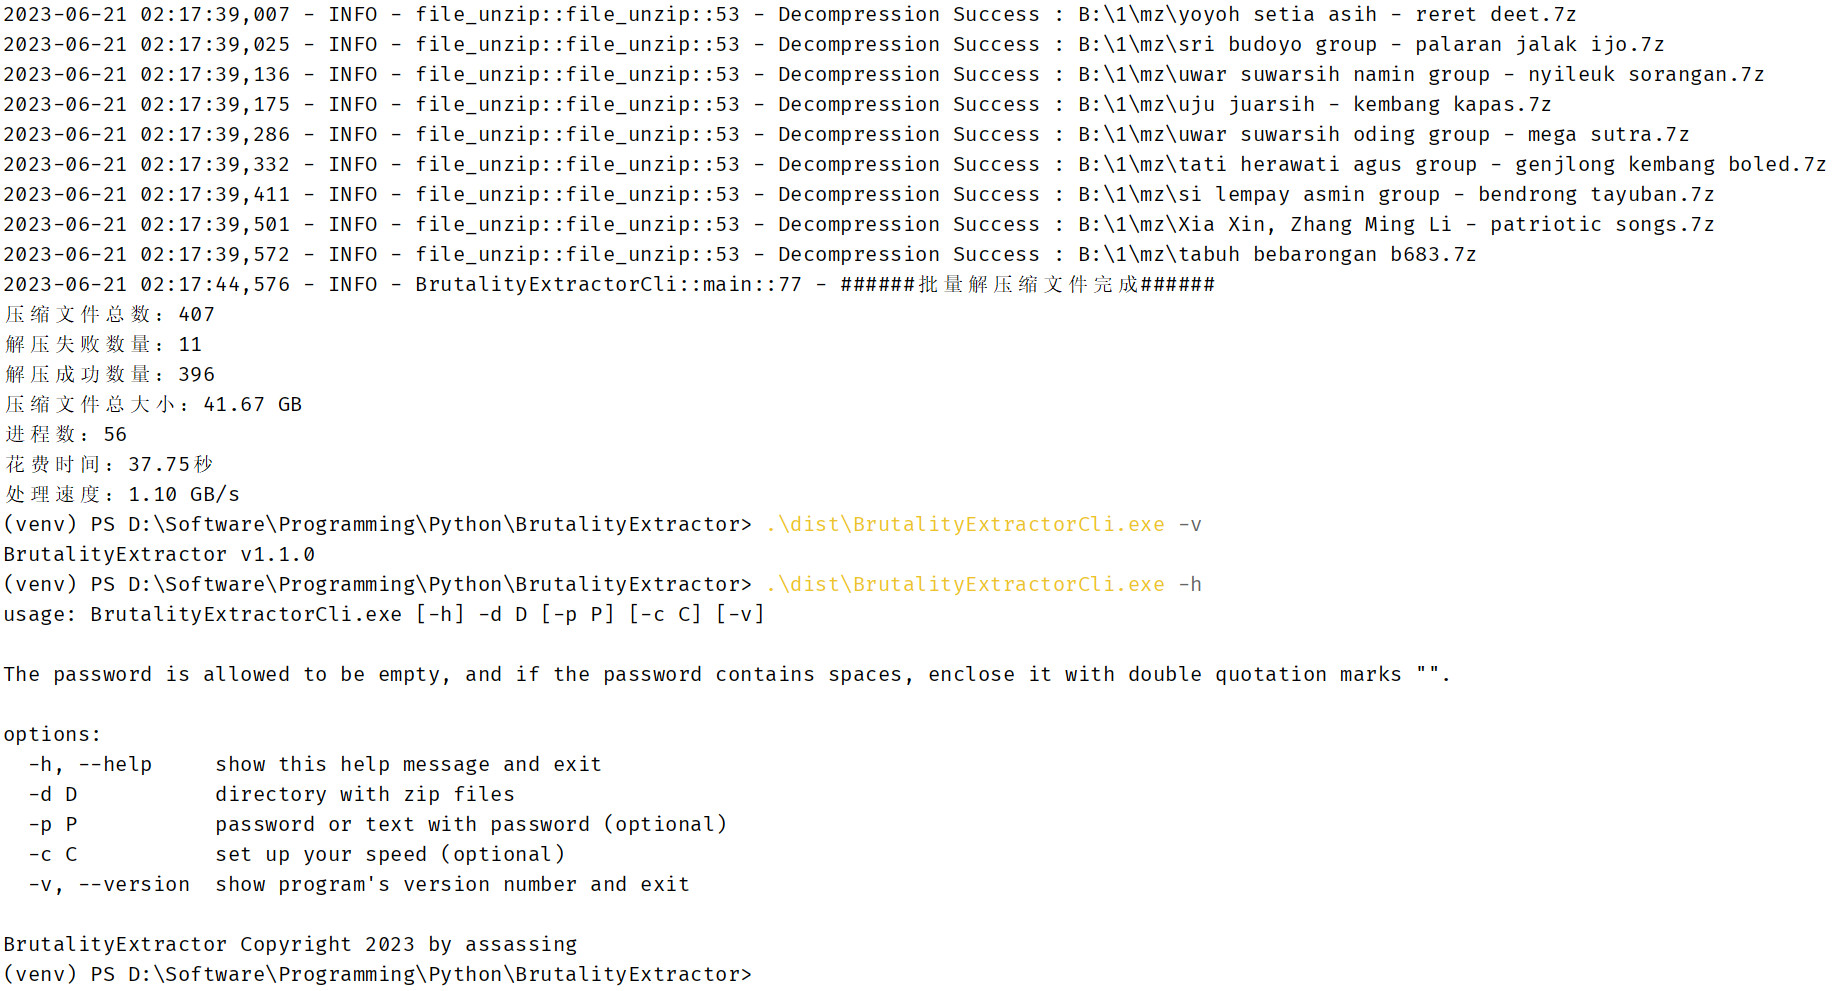 2023-06-21 02:17:39,007 - INFO - file_unzip::file_unzip::53 - Decompression Success : B:\1\mz\yoyoh setia asih - reret deet.7z
2023-06-21 02:17:39,025 - INFO - file_unzip::file_unzip::53 - Decompression Success : B:\1\mz\sri budoyo group - palaran jalak ijo.7z
2023-06-21 02:17:39,136 - INFO - file_unzip::file_unzip::53 - Decompression Success : B:\1\mz\uwar suwarsih namin group - nyileuk sorangan.7z
2023-06-21 02:17:39,175 - INFO - file_unzip::file_unzip::53 - Decompression Success : B:\1\mz\uju juarsih - kembang kapas.7z
2023-06-21 02:17:39,286 - INFO - file_unzip::file_unzip::53 - Decompression Success : B:\1\mz\uwar suwarsih oding group - mega sutra.7z
2023-06-21 02:17:39,332 - INFO - file_unzip::file_unzip::53 - Decompression Success : B:\1\mz\tati herawati agus group - genjlong kembang boled.7z
2023-06-21 02:17:39,411 - INFO - file_unzip::file_unzip::53 - Decompression Success : B:\1\mz\si lempay asmin group - bendrong tayuban.7z
2023-06-21 02:17:39,501 - INFO - file_unzip::file_unzip::53 - Decompression Success : B:\1\mz\Xia Xin, Zhang Ming Li - patriotic songs.7z
2023-06-21 02:17:39,572 - INFO - file_unzip::file_unzip::53 - Decompression Success : B:\1\mz\tabuh bebarongan b683.7z
2023-06-21 02:17:44,576 - INFO - BrutalityExtractorCli::main::77 - ######批量解压缩文件完成######
压缩文件总数：407
解压失败数量：11
解压成功数量：396
压缩文件总大小：41.67 GB
进程数：56
花费时间：37.75秒
处理速度：1.10 GB/s
(venv) PS D:\Software\Programming\Python\BrutalityExtractor> .\dist\BrutalityExtractorCli.exe -v
BrutalityExtractor v1.1.0
(venv) PS D:\Software\Programming\Python\BrutalityExtractor> .\dist\BrutalityExtractorCli.exe -h
usage: BrutalityExtractorCli.exe [-h] -d D [-p P] [-c C] [-v]
The password is allowed to be empty, and if the password contains spaces, enclose it with double quotation marks "".
options:
-h, --help     show this help message and exit
-d D           directory with zip files
-p P           password or text with password (optional)
-c C           set up your speed (optional)
-v, --version  show program's version number and exit
BrutalityExtractor Copyright 2023 by assassing
(venv) PS D:\Software\Programming\Python\BrutalityExtractor>